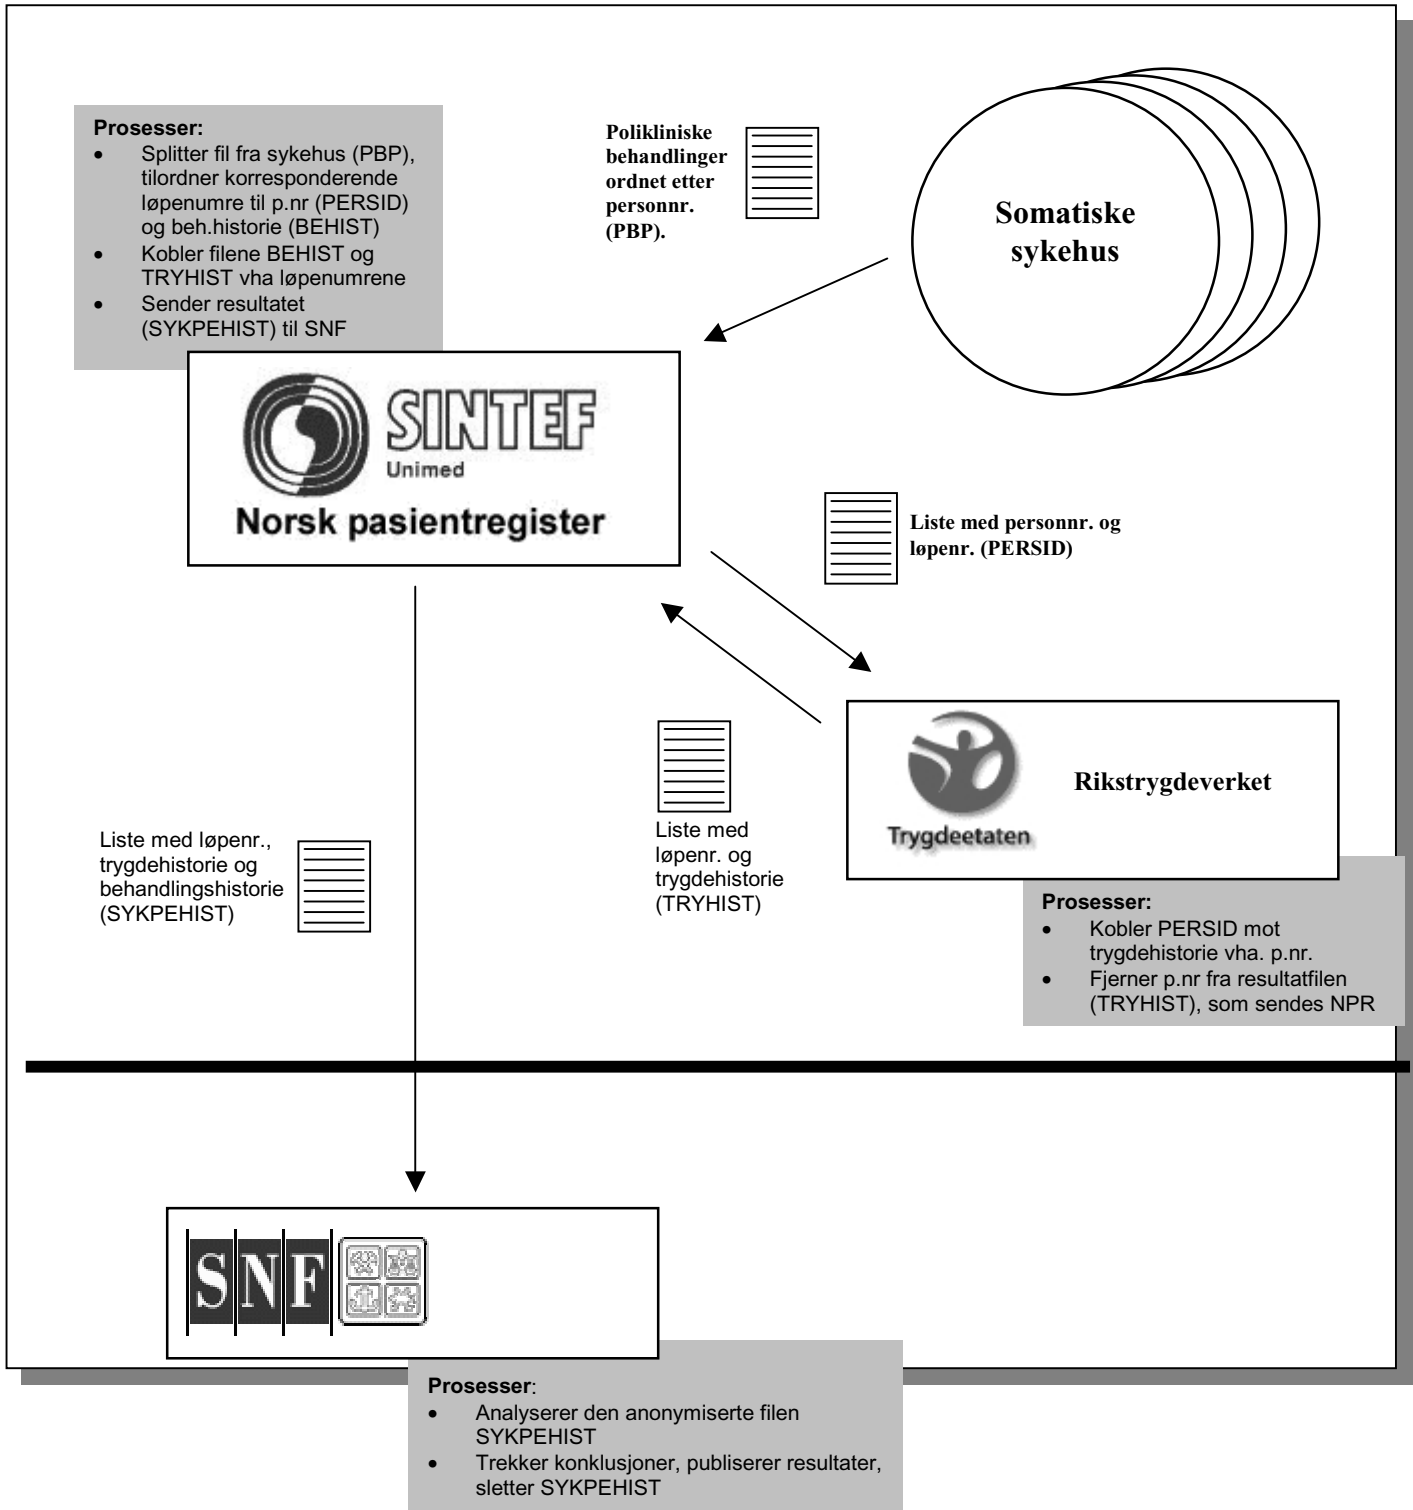 Prosesser:
• Splitter fil fra sykehus (PBP),
tilordner korresponderende
løpenumre til p.nr (PERSID)
og beh.historie (BEHIST)
• Kobler filene BEHIST og
TRYHIST vha løpenumrene
• Sender resultatet
(SYKPEHIST) til SNF
Polikliniske
behandlinger
ordnet etter
personnr.
(PBP).
Somatiske
sykehus
SINTEF
Unimed
Norsk pasientregister
Liste med personnr. og
løpenr. (PERSID)
Liste med
løpenr. og
trygdehistorie
(TRYHIST)
Rikstrygdeverket
Trygdeetaten
Prosesser:
• Kobler PERSID mot
trygdehistorie vha. p.nr.
• Fjerner p.nr fra resultatfilen
(TRYHIST), som sendes NPR
Liste med løpenr.,
trygdehistorie og
behandlingshistorie
(SYKPEHIST)
SNF
Prosesser:
• Analyserer den anonymiserte filen
SYKPEHIST
• Trekker konklusjoner, publiserer resultater,
sletter SYKPEHIST